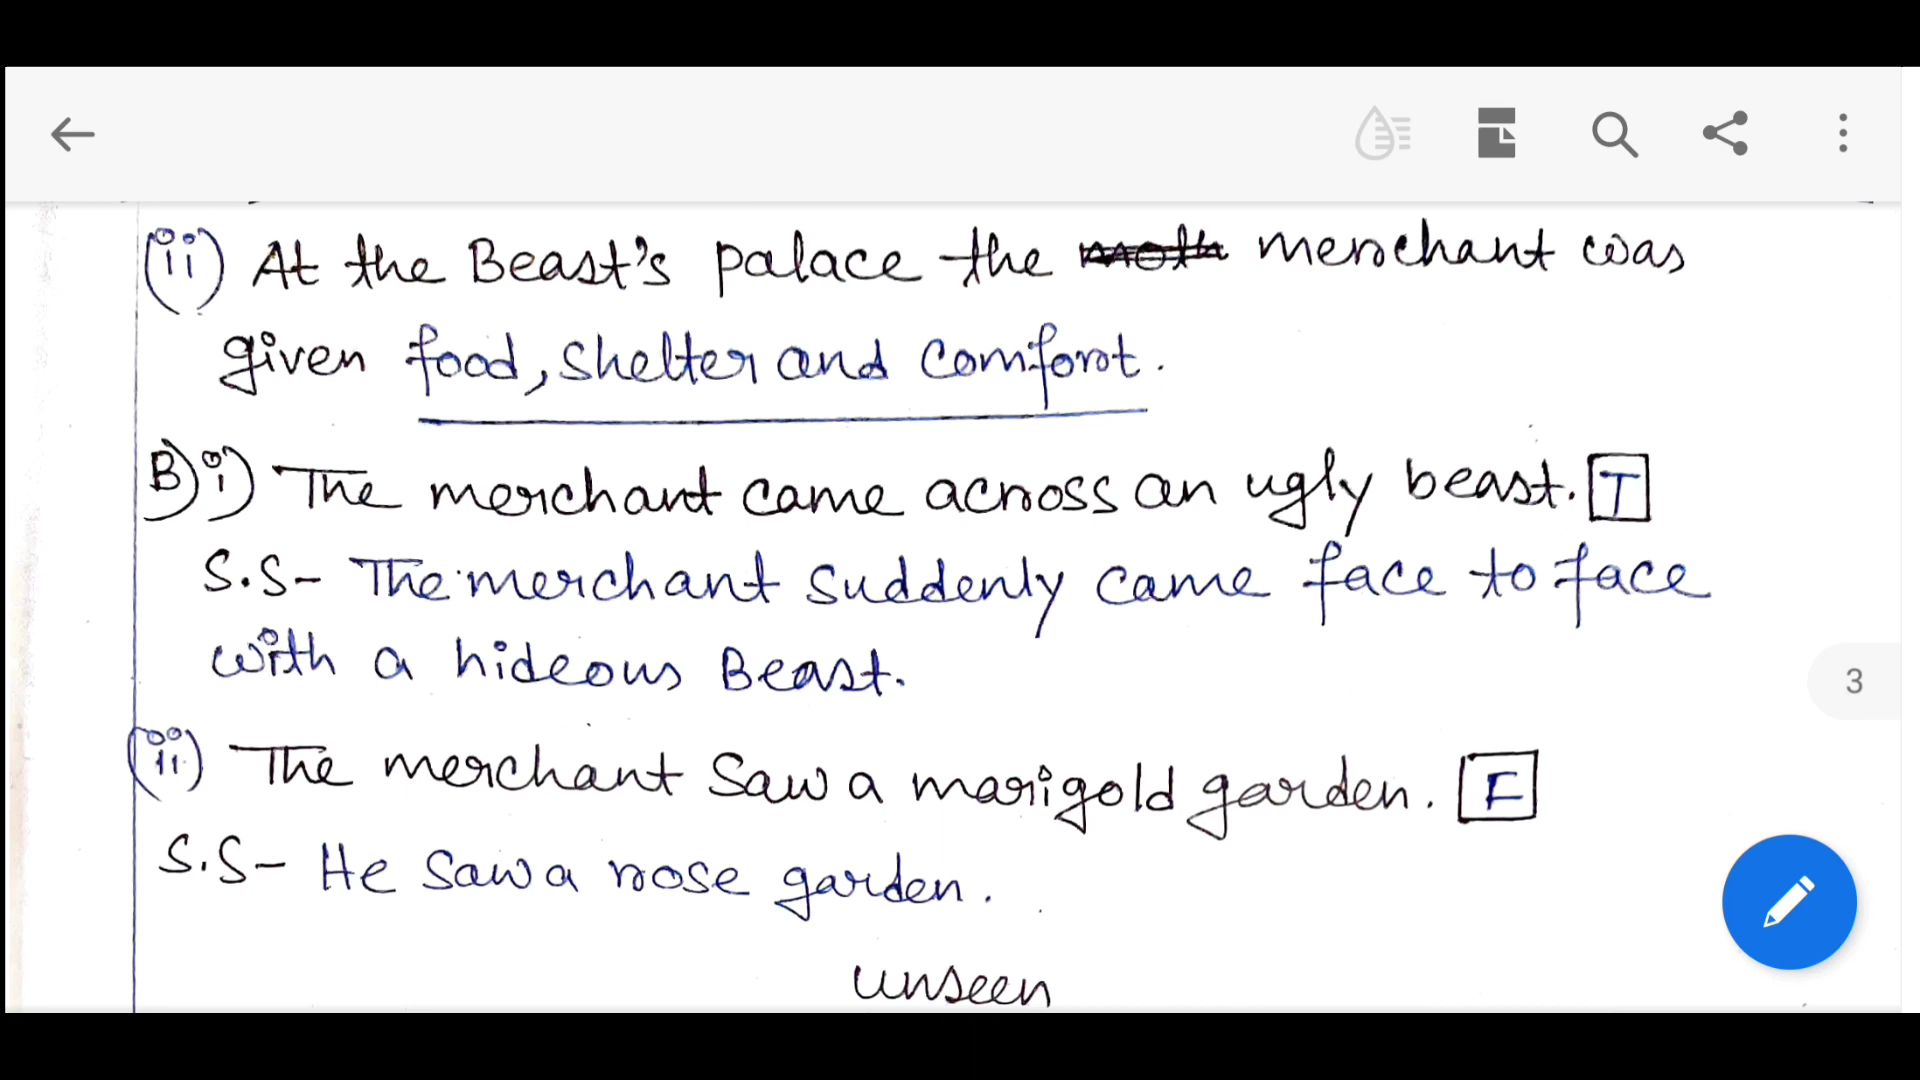 (ii) At the Beast's palace the merchant was
given food, shelter and comfort.
B) i) The merchant came across an ugly beast. T
S.S- The merchant suddenly came face to face
with a hideous Beast.
3
(ii) The merchant saw a marigold garden. F
S.S- He saw a rose garden.
unseen